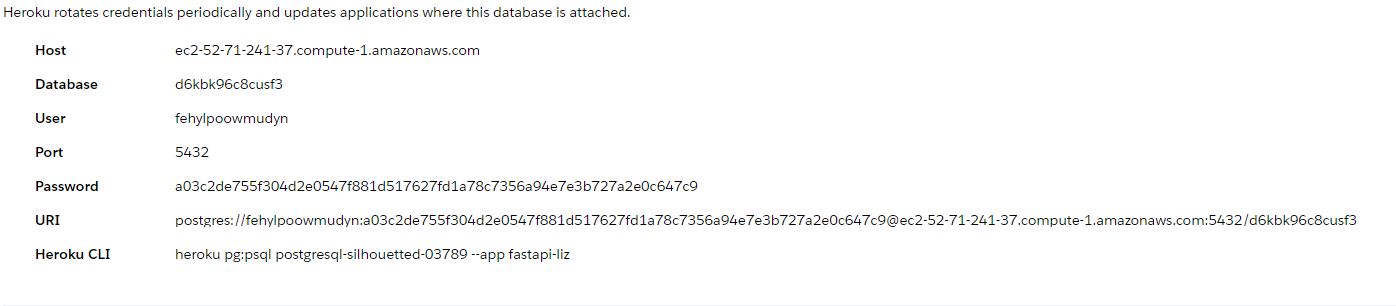 Heroku rotates credentials periodically and updates applications where this database is attached.
Host ec2-52-71-241-37.compute-1.amazonaws.com
Database d6kbk96c8cusf3
User fehylpoowmudyn
Port 5432
Password a03c2de755f304d2e0547f881d517627fd1a78c7356a94e7e3b727a2e0c647c9
URI postgres://fehylpoowmudyn:a03c2de755f304d2e0547f881d517627fd1a78c7356a94e7e3b727a2e0c647c9@ec2-52-71-241-37.compute-1.amazonaws.com:5432/d6kbk96c8cusf3
Heroku CLI heroku pg:psql postgresql-silhouetted-03789 --app fastapi-liz